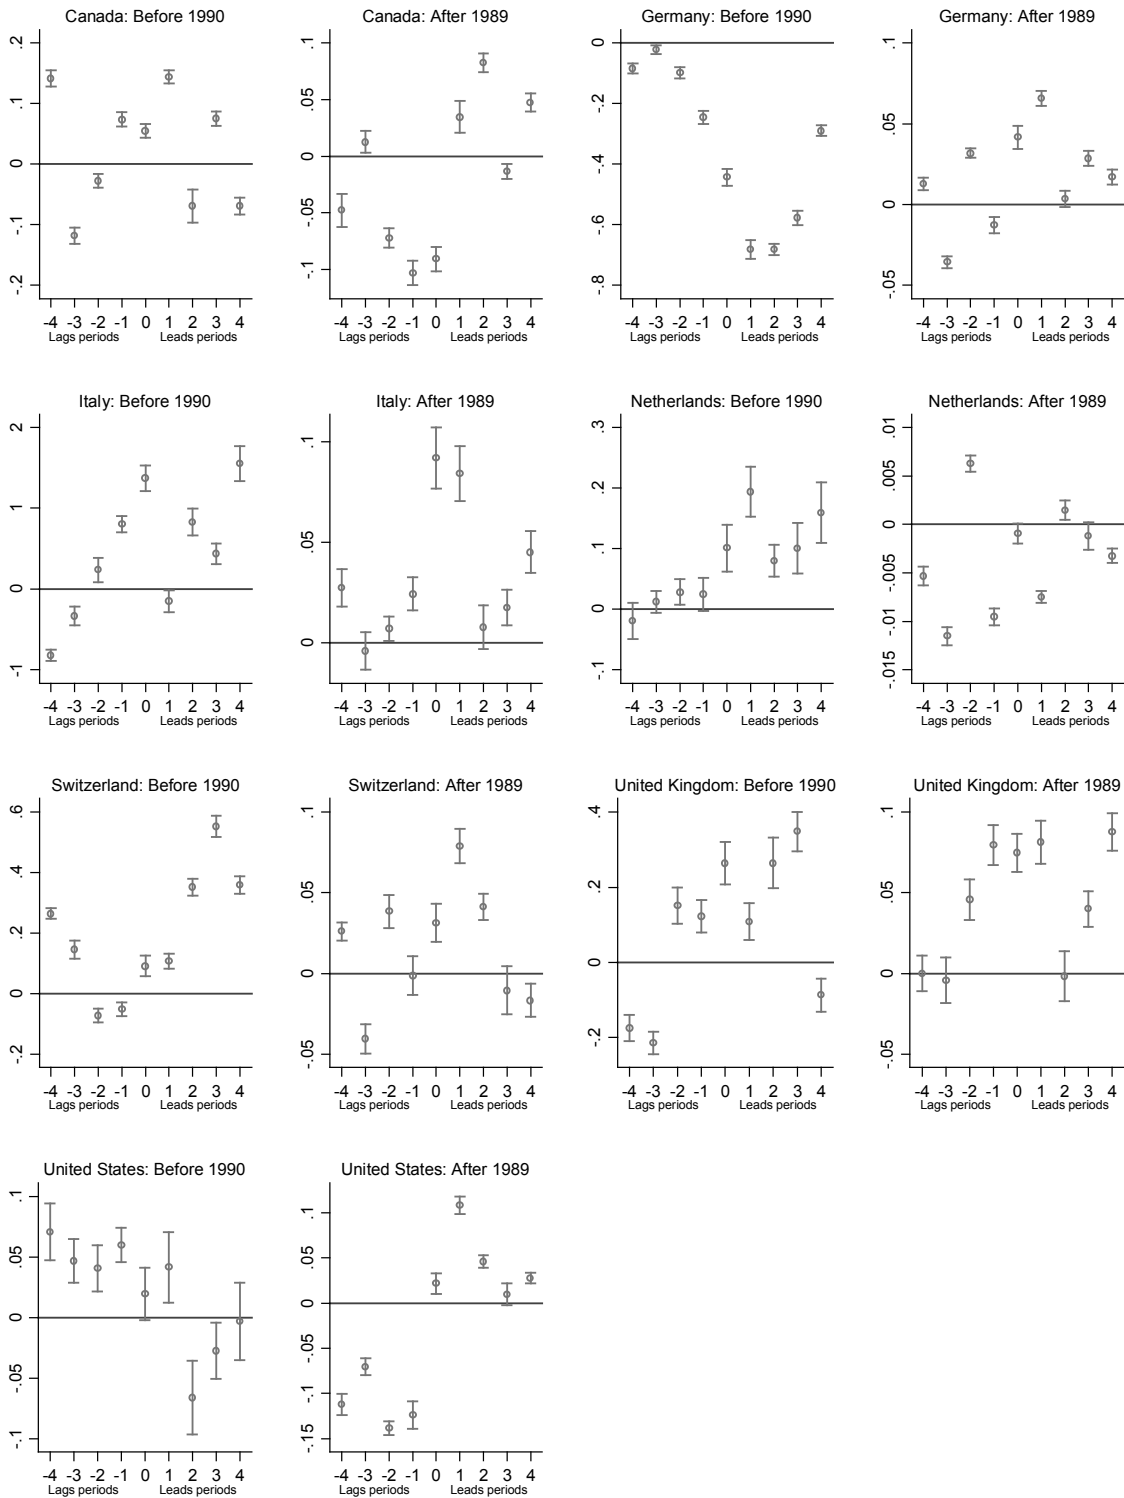 Canada: Before 1990
.2
.1
0
-.1
-.2
-4 -3 -2 -1 0 1 2 3 4
Lags periods Leads periods
Canada: After 1989
.1
.05
0
-.05
-.1
-4 -3 -2 -1 0 1 2 3 4
Lags periods Leads periods
Germany: Before 1990
0
-.2
-.4
-.6
-.8
-4 -3 -2 -1 0 1 2 3 4
Lags periods Leads periods
Germany: After 1989
.1
.05
0
-.05
-4 -3 -2 -1 0 1 2 3 4
Lags periods Leads periods
Italy: Before 1990
2
1
0
-1
-4 -3 -2 -1 0 1 2 3 4
Lags periods Leads periods
Italy: After 1989
.1
.05
0
-4 -3 -2 -1 0 1 2 3 4
Lags periods Leads periods
Netherlands: Before 1990
.3
.2
.1
0
-.1
-4 -3 -2 -1 0 1 2 3 4
Lags periods Leads periods
Netherlands: After 1989
.01
.005
0
-.005
-.01
-.015
-4 -3 -2 -1 0 1 2 3 4
Lags periods Leads periods
Switzerland: Before 1990
.6
.4
.2
0
-.2
-4 -3 -2 -1 0 1 2 3 4
Lags periods Leads periods
Switzerland: After 1989
.1
.05
0
-.05
-4 -3 -2 -1 0 1 2 3 4
Lags periods Leads periods
United Kingdom: Before 1990
.4
.2
0
-.2
-4 -3 -2 -1 0 1 2 3 4
Lags periods Leads periods
United Kingdom: After 1989
.1
.05
0
-.05
-4 -3 -2 -1 0 1 2 3 4
Lags periods Leads periods
United States: Before 1990
.1
.05
0
-.05
-.1
-4 -3 -2 -1 0 1 2 3 4
Lags periods Leads periods
United States: After 1989
.1
.05
0
-.05
-.1
-.15
-4 -3 -2 -1 0 1 2 3 4
Lags periods Leads periods